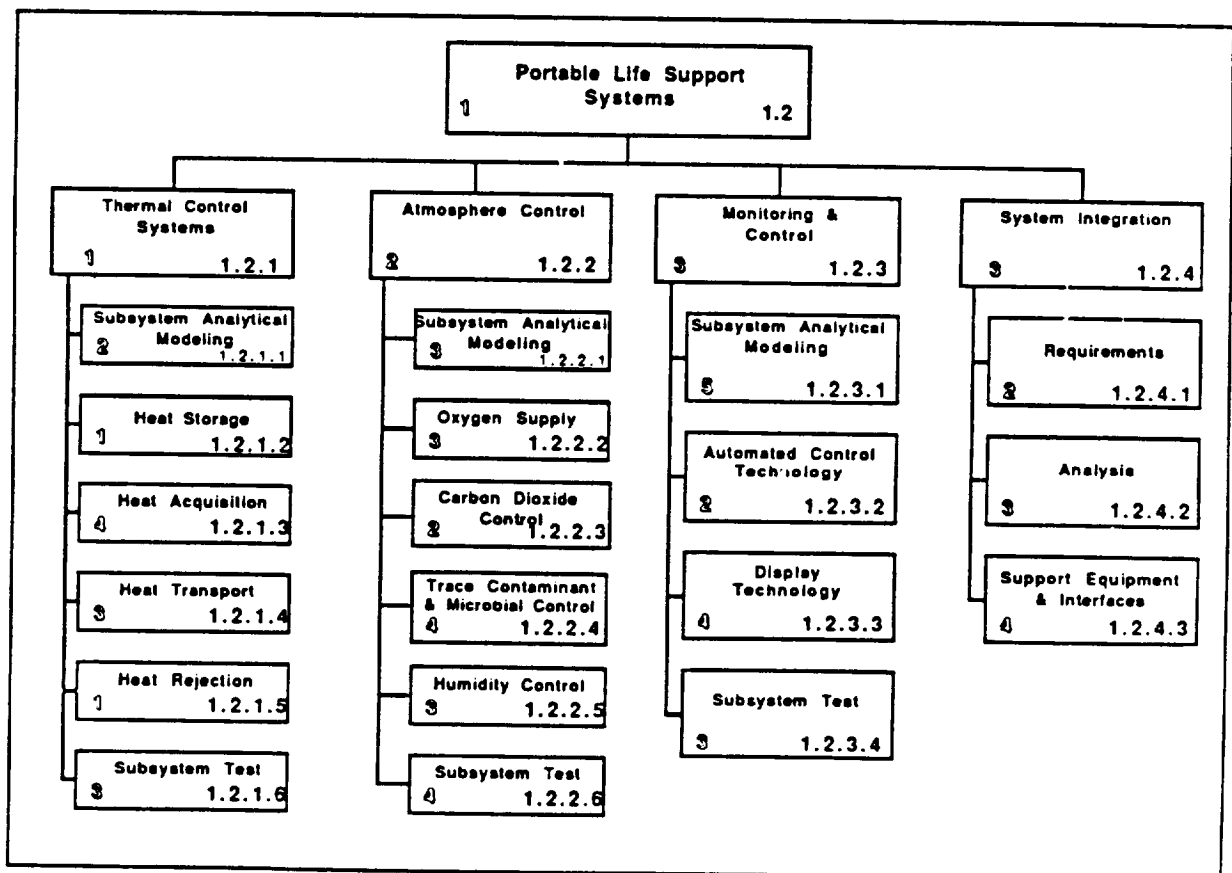 Portable Life Support
Systems
1 1.2
Thermal Control
Systems
1 1.2.1
Subsystem Analytical
Modeling
2 1.2.1.1
Heat Storage
1 1.2.1.2
Heat Acquisition
4 1.2.1.3
Heat Transport
3 1.2.1.4
Heat Rejection
1 1.2.1.5
Subsystem Test
3 1.2.1.6
Atmosphere Control
2 1.2.2
Subsystem Analytical
Modeling
3 1.2.2.1
Oxygen Supply
3 1.2.2.2
Carbon Dioxide
Control
2 1.2.2.3
Trace Contaminant
& Microbial Control
4 1.2.2.4
Humidity Control
3 1.2.2.5
Subsystem Test
4 1.2.2.6
Monitoring &
Control
3 1.2.3
Subsystem Analytical
Modeling
5 1.2.3.1
Automated Control
Technology
2 1.2.3.2
Display
Technology
4 1.2.3.3
Subsystem Test
3 1.2.3.4
System Integration
3 1.2.4
Requirements
2 1.2.4.1
Analysis
3 1.2.4.2
Support Equipment
& Interfaces
4 1.2.4.3